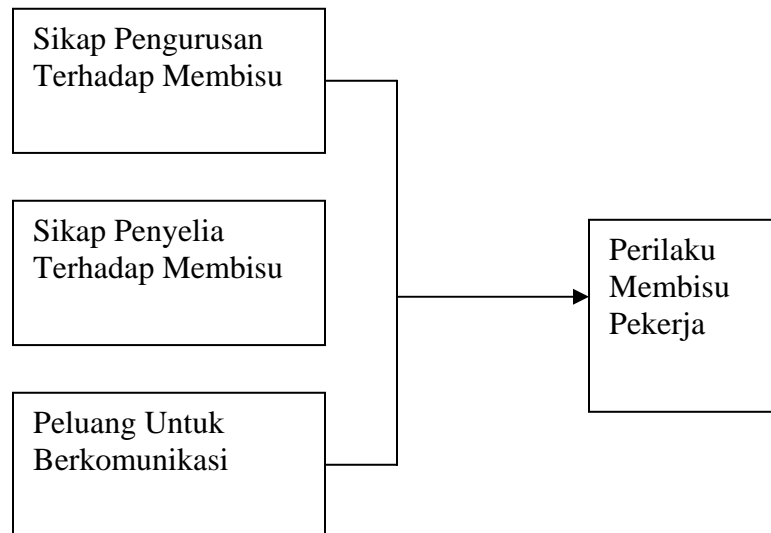 Sikap Pengurusan
Terhadap Membisu
Sikap Penyelia
Terhadap Membisu
Peluang Untuk
Berkomunikasi
Perilaku
Membisu
Pekerja